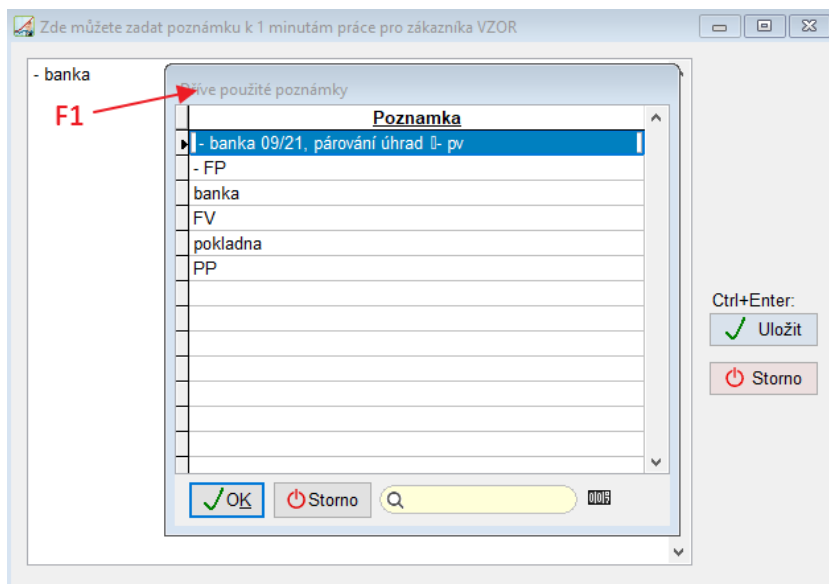 Zde můžete zadat poznámku k 1 minutám práce pro zákazníka VZOR
- banka
Dříve použité poznámky
F1
Poznamka
- banka 09/21, párování úhrad - pv
- FP
banka
FV
pokladna
PP
Ctrl+Enter:
Uložit
Storno
OK
Storno